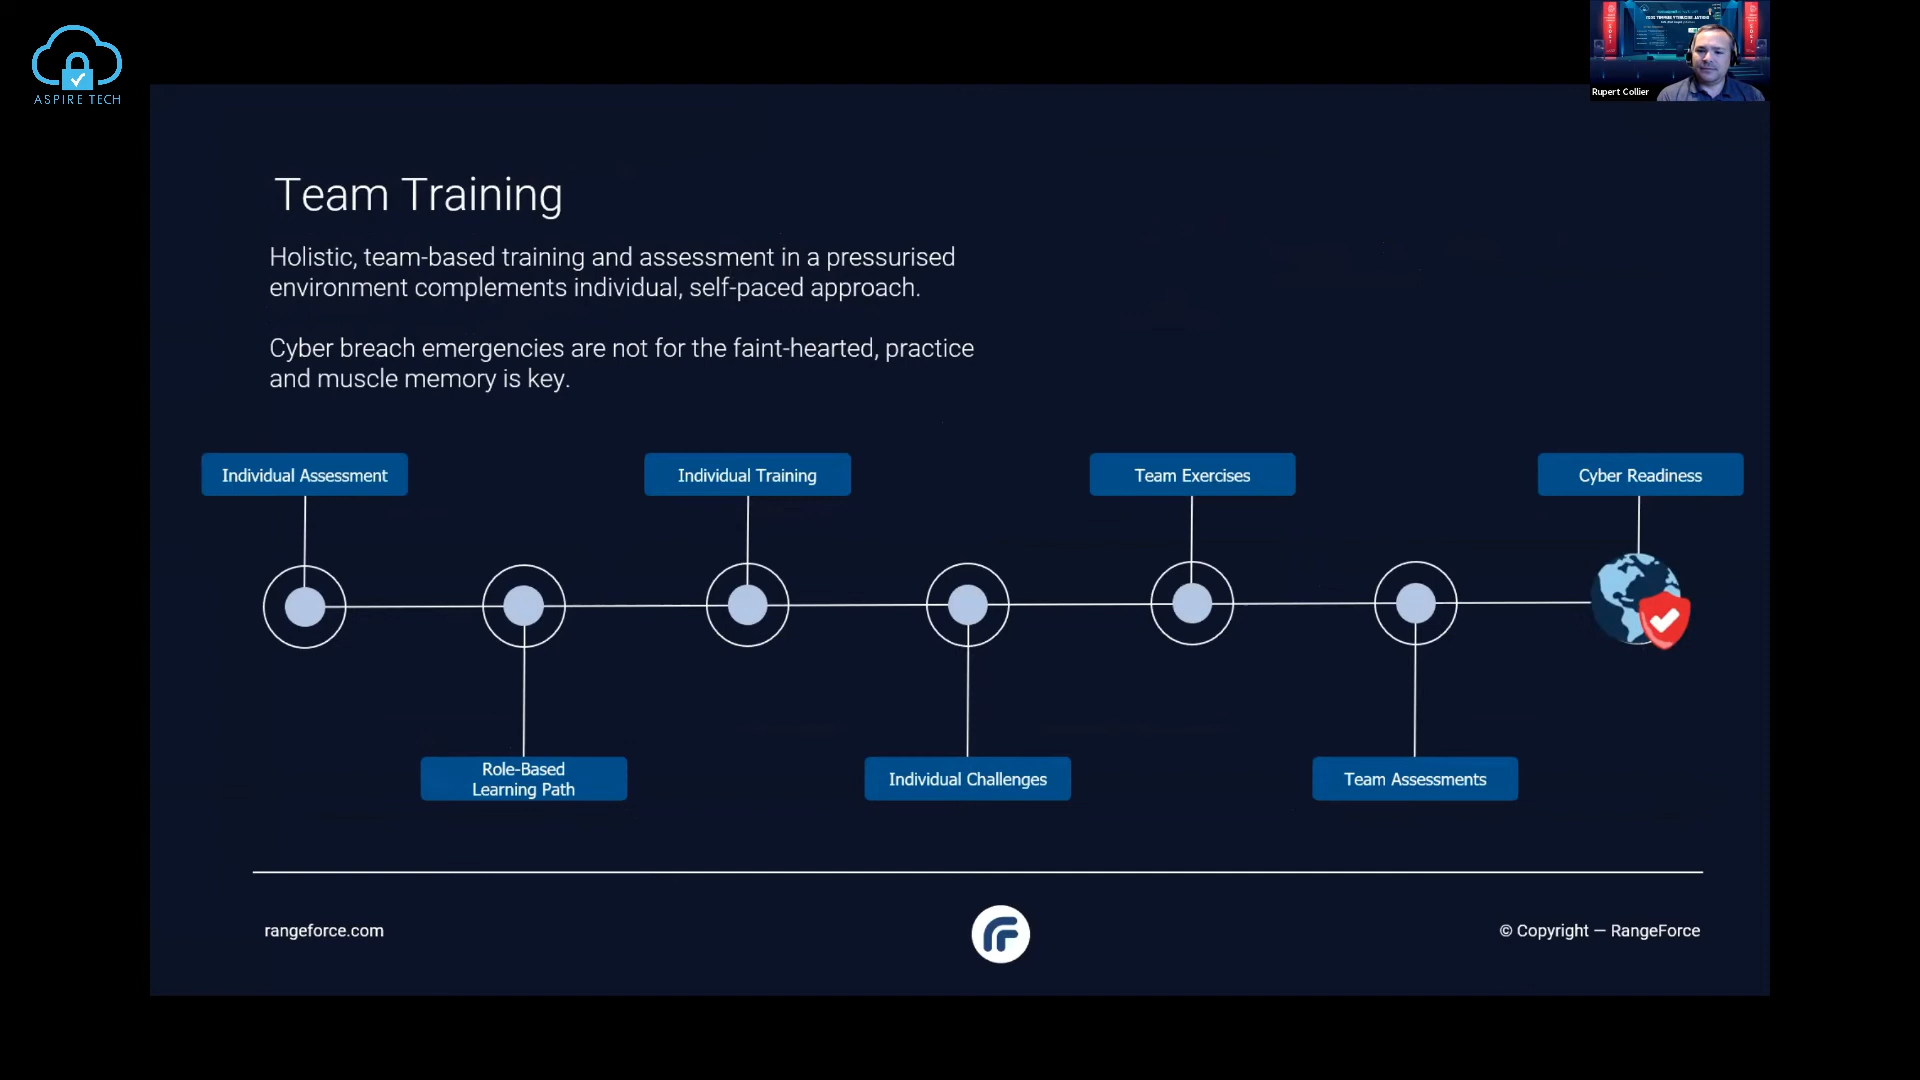 ASPIRE TECH
Rupert Collier
Team Training
Holistic, team-based training and assessment in a pressurised
environment complements individual, self-paced approach.
Cyber breach emergencies are not for the faint-hearted, practice
and muscle memory is key.
Individual Assessment
Individual Training
Team Exercises
Cyber Readiness
Role-Based
Learning Path
Individual Challenges
Team Assessments
rangeforce.com
© Copyright — RangeForce